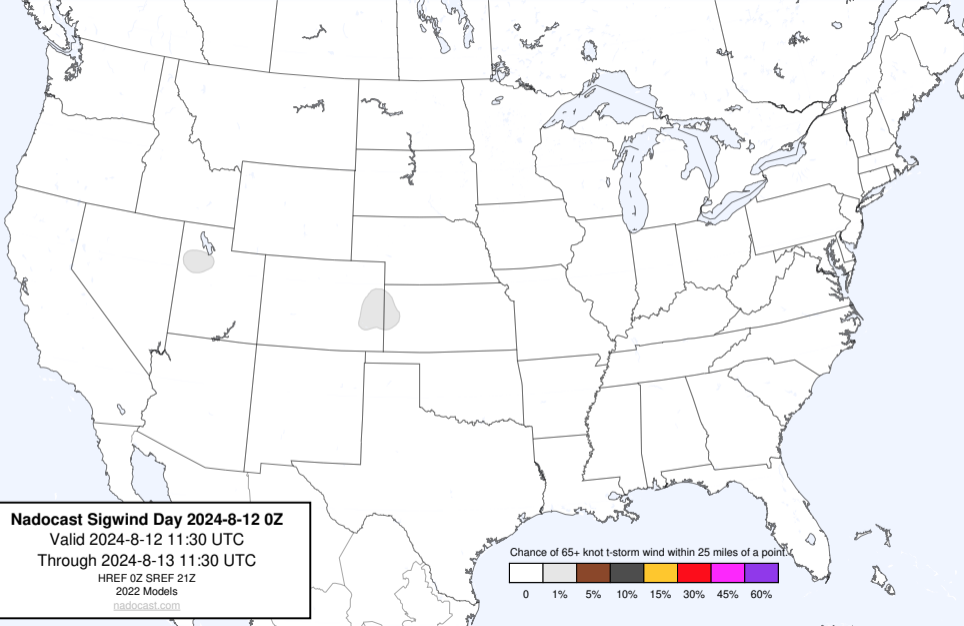 Nadocast Sigwind Day 2024-8-12 0Z
Valid 2024-8-12 11:30 UTC
Through 2024-8-13 11:30 UTC
HREF 0Z SREF 21Z
2022 Models
nadocast.com
Chance of 65+ knot t-storm wind within 25 miles of a point.
0 1% 5% 10% 15% 30% 45% 60%